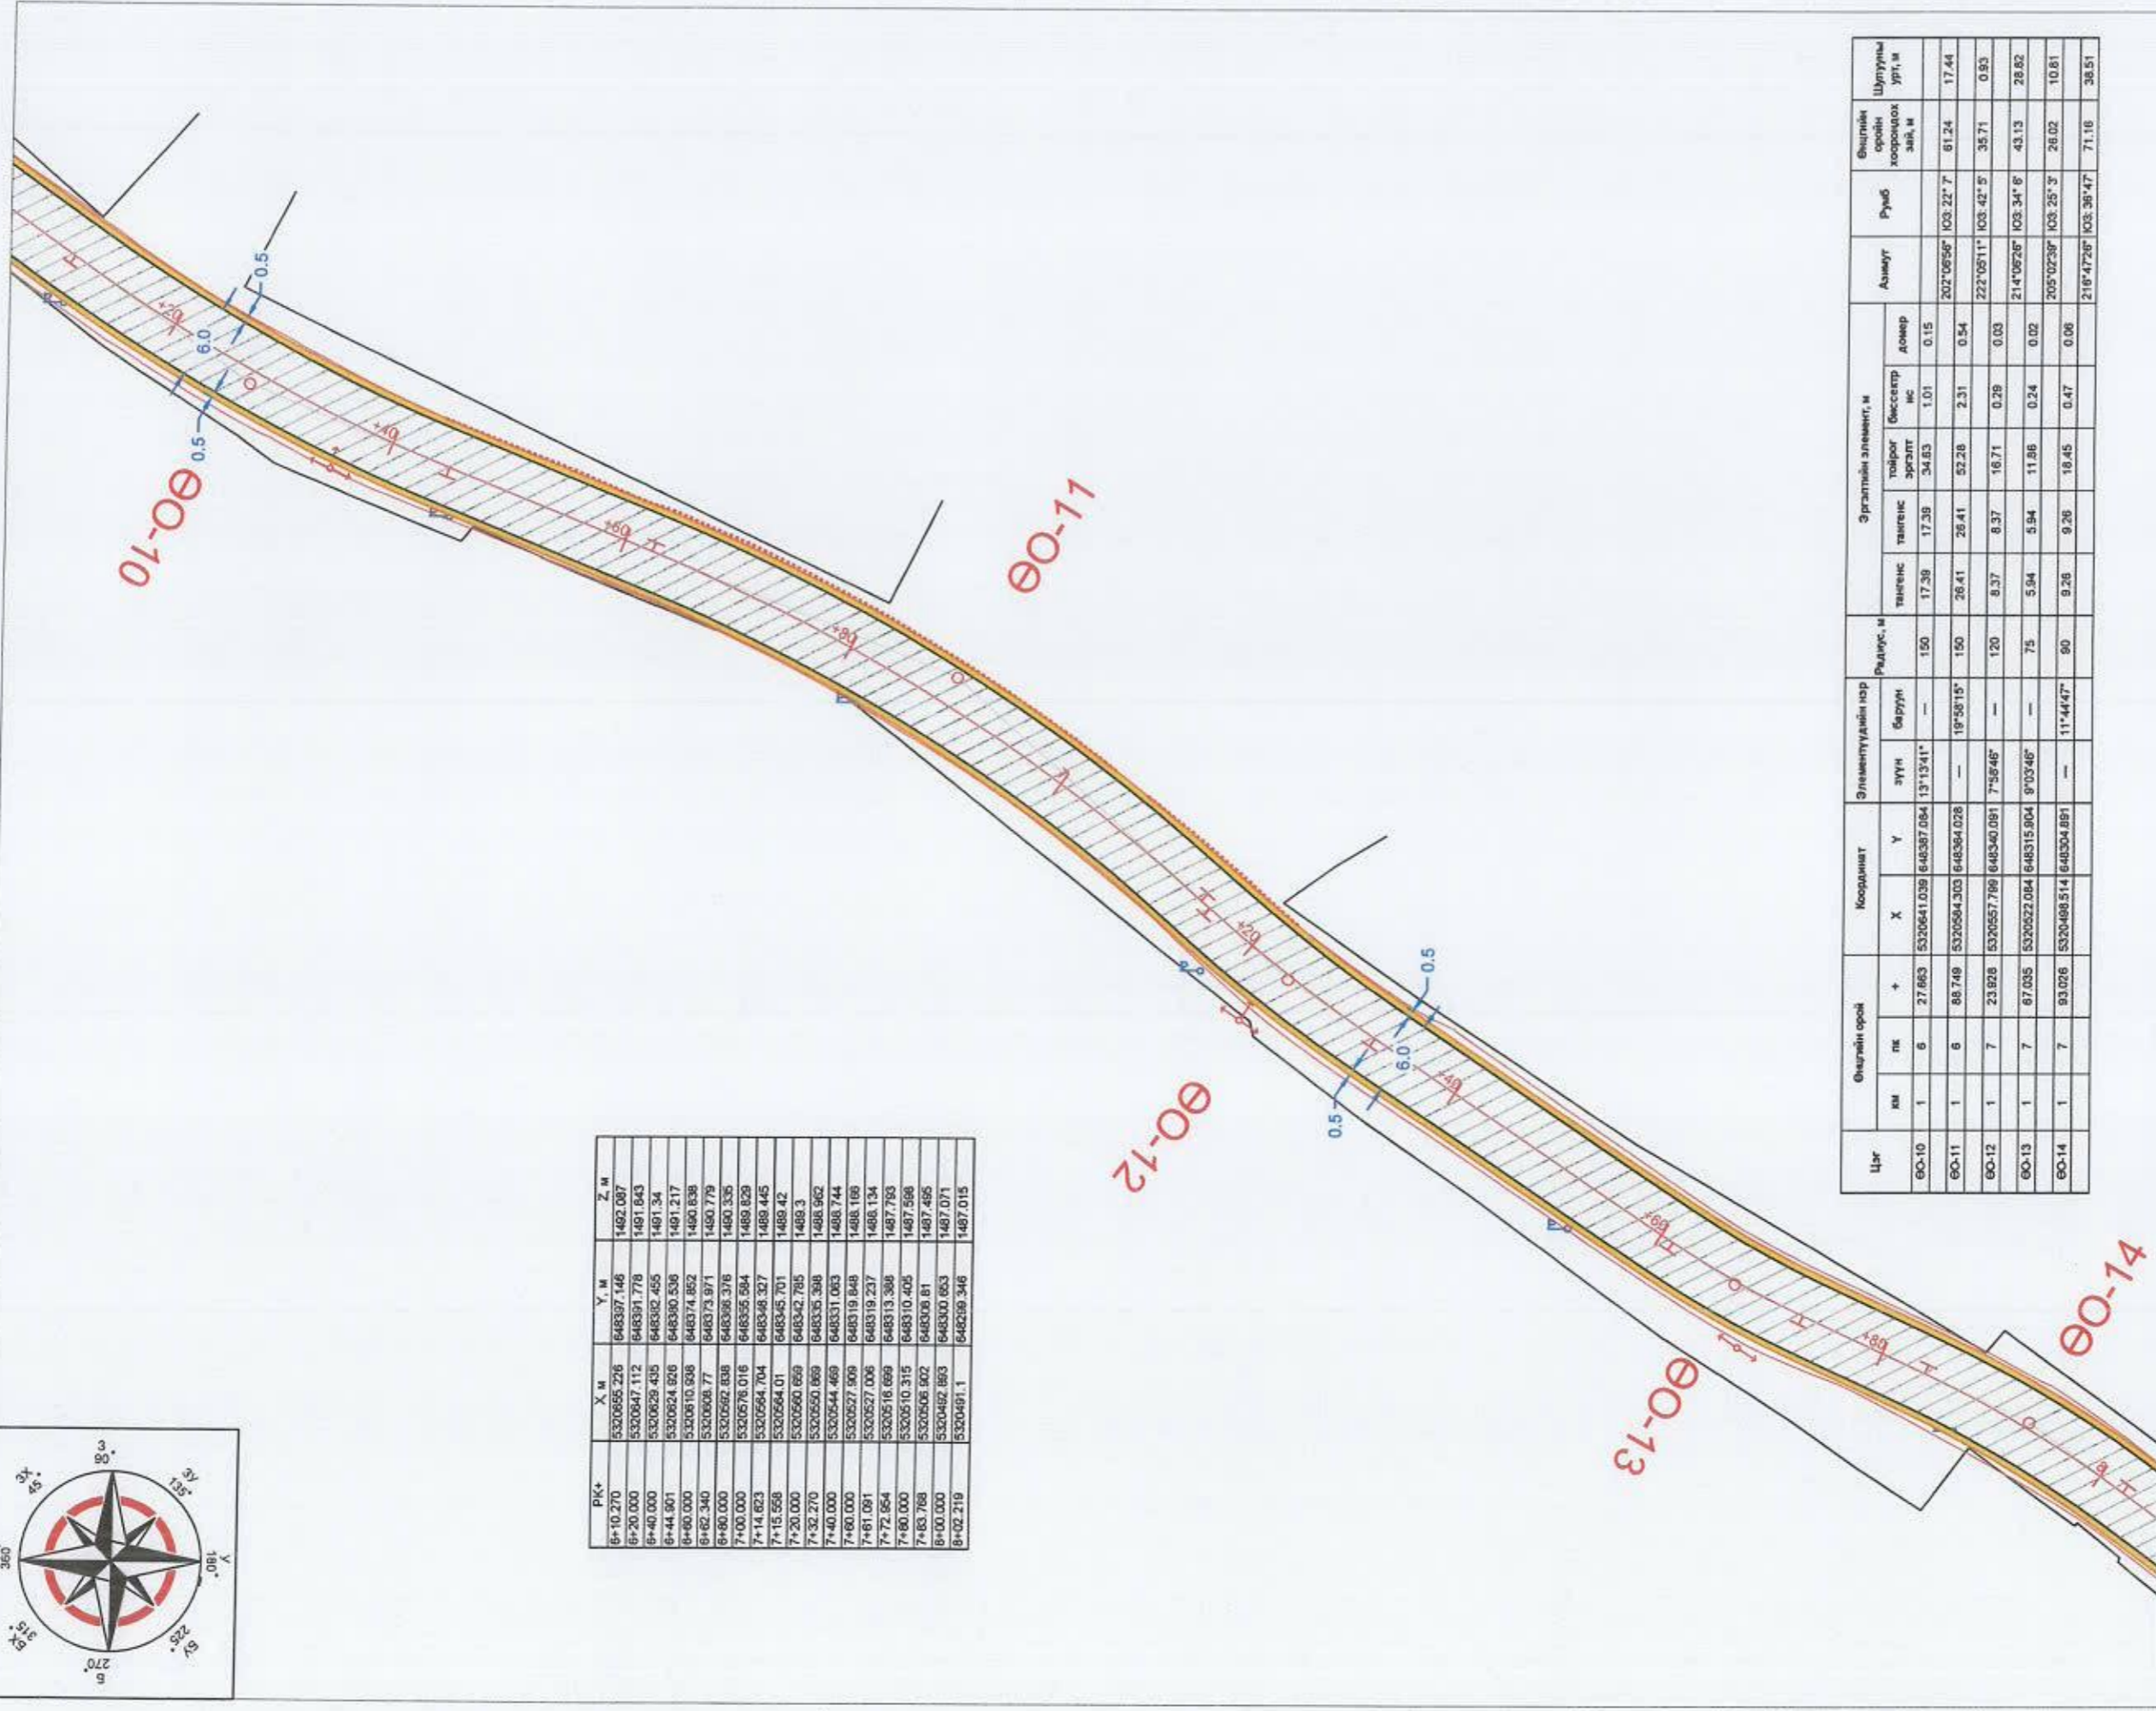 360
3Х 45°
3 90°
3У 135°
У 180°
БУ 225°
Б 270°
БХ 315°
ӨО-10
ӨО-11
ӨО-12
ӨО-13
ӨО-14
+20
+40
+60
+80
+20
+40
+60
+80
8
0.5
6.0
0.5
0.5
6.0
0.5
PK+ X, м Y, м Z, м
6+10.270 5320655.226 648397.146 1492.087
6+20.000 5320647.112 648391.778 1491.643
6+40.000 5320629.435 648382.455 1491.34
6+44.901 5320624.926 648380.536 1491.217
6+60.000 5320610.938 648374.852 1490.838
6+62.340 5320608.77 648373.971 1490.779
6+80.000 5320592.838 648366.376 1490.335
7+00.000 5320576.016 648355.584 1489.829
7+14.623 5320564.704 648346.327 1489.445
7+15.558 5320564.01 648345.701 1489.42
7+20.000 5320560.659 648342.785 1489.3
7+32.270 5320550.869 648335.398 1488.962
7+40.000 5320544.469 648331.063 1488.744
7+60.000 5320527.909 648319.848 1488.166
7+61.091 5320527.006 648319.237 1488.134
7+72.954 5320516.699 648313.388 1487.793
7+80.000 5320510.315 648310.405 1487.598
7+83.768 5320506.902 648308.81 1487.495
8+00.000 5320492.893 648300.653 1487.071
8+02.219 5320491.1 648299.346 1487.015
Цэг Өнцгийн орой Координат Элементүүдийн нэр Радиус, м Эргэлтийн элемент, м Азимут Румб Өнцгийн оройн хоорондох зай, м Шулууны урт, м
км пк + X Y зүүн баруун тангенс тангенс тойрог эргэлт биссектр ис домер
ӨО-10 1 6 27.663 5320641.039 648387.084 13°13'41" — 150 17.39 17.39 34.63 1.01 0.15
202°06'56" ЮЗ: 22° 7' 61.24 17.44
ӨО-11 1 6 88.749 5320584.303 648364.028 — 19°58'15" 150 26.41 26.41 52.28 2.31 0.54
222°05'11" ЮЗ: 42° 5' 35.71 0.93
ӨО-12 1 7 23.928 5320557.799 648340.091 7°58'46" — 120 8.37 8.37 16.71 0.29 0.03
214°06'26" ЮЗ: 34° 6' 43.13 28.82
ӨО-13 1 7 67.035 5320522.084 648315.904 9°03'46" — 75 5.94 5.94 11.86 0.24 0.02
205°02'39" ЮЗ: 25° 3' 26.02 10.81
ӨО-14 1 7 93.026 5320498.514 648304.891 — 11°44'47" 90 9.26 9.26 18.45 0.47 0.06
216°47'26" ЮЗ: 36°47' 71.16 38.51